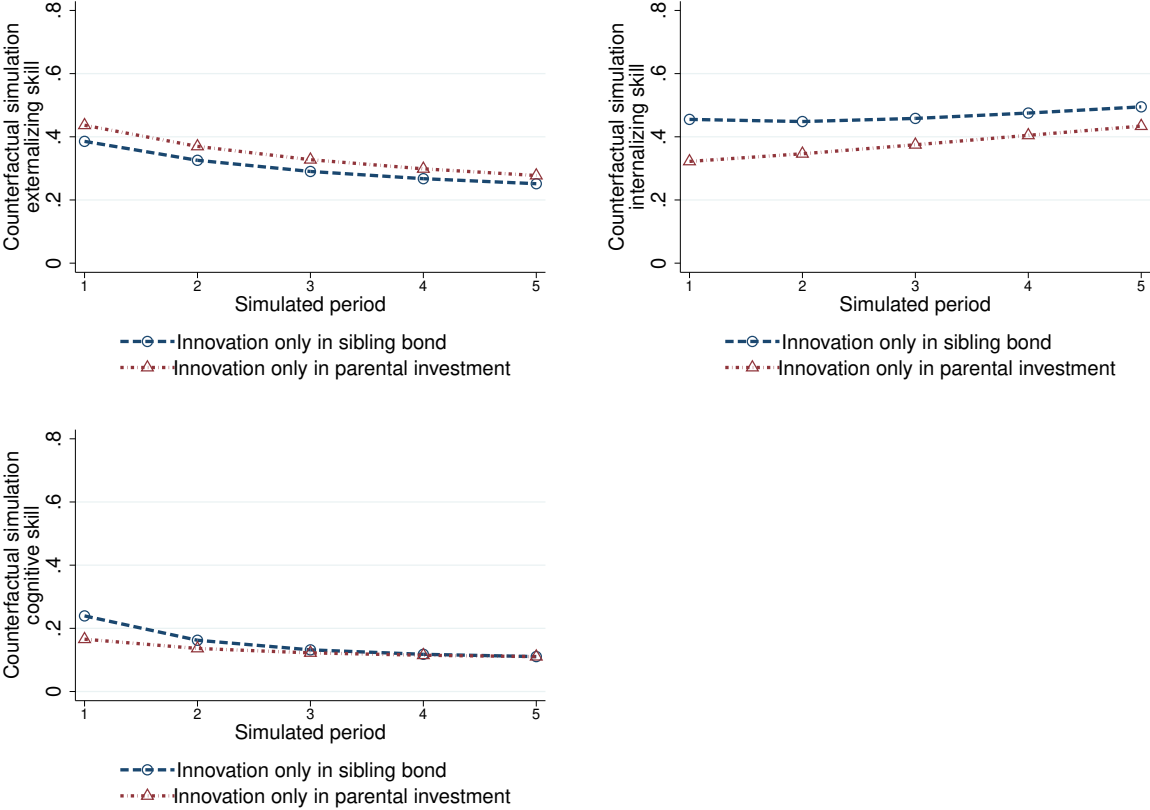 Counterfactual simulation
externalizing skill
.8
.6
.4
.2
0
1 2 3 4 5
Simulated period
Innovation only in sibling bond
Innovation only in parental investment
Counterfactual simulation
internalizing skill
.8
.6
.4
.2
0
1 2 3 4 5
Simulated period
Innovation only in sibling bond
Innovation only in parental investment
Counterfactual simulation
cognitive skill
.8
.6
.4
.2
0
1 2 3 4 5
Simulated period
Innovation only in sibling bond
Innovation only in parental investment